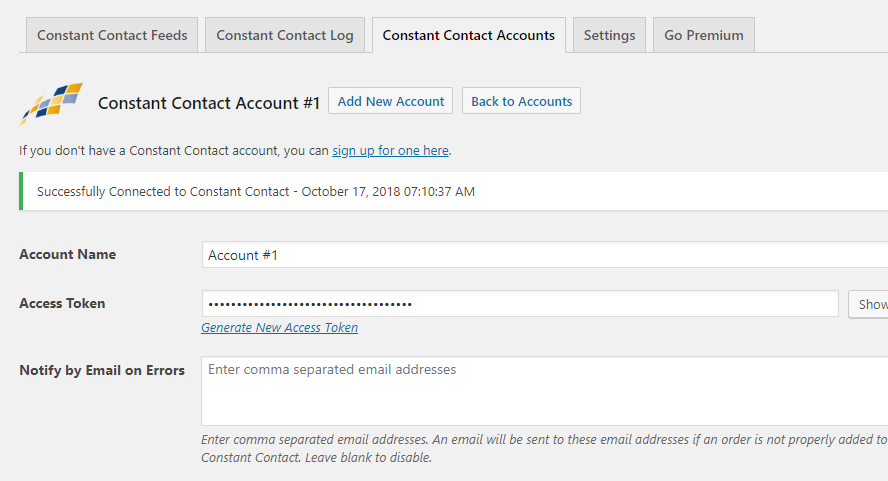 Constant Contact Feeds Constant Contact Log Constant Contact Accounts Settings Go Premium
Constant Contact Account #1 Add New Account Back to Accounts
If you don't have a Constant Contact account, you can sign up for one here.
Successfully Connected to Constant Contact - October 17, 2018 07:10:37 AM
Account Name Account #1
Access Token •••••••••••••••••••••••••••••••••••• Show
Generate New Access Token
Notify by Email on Errors Enter comma separated email addresses
Enter comma separated email addresses. An email will be sent to these email addresses if an order is not properly added to
Constant Contact. Leave blank to disable.